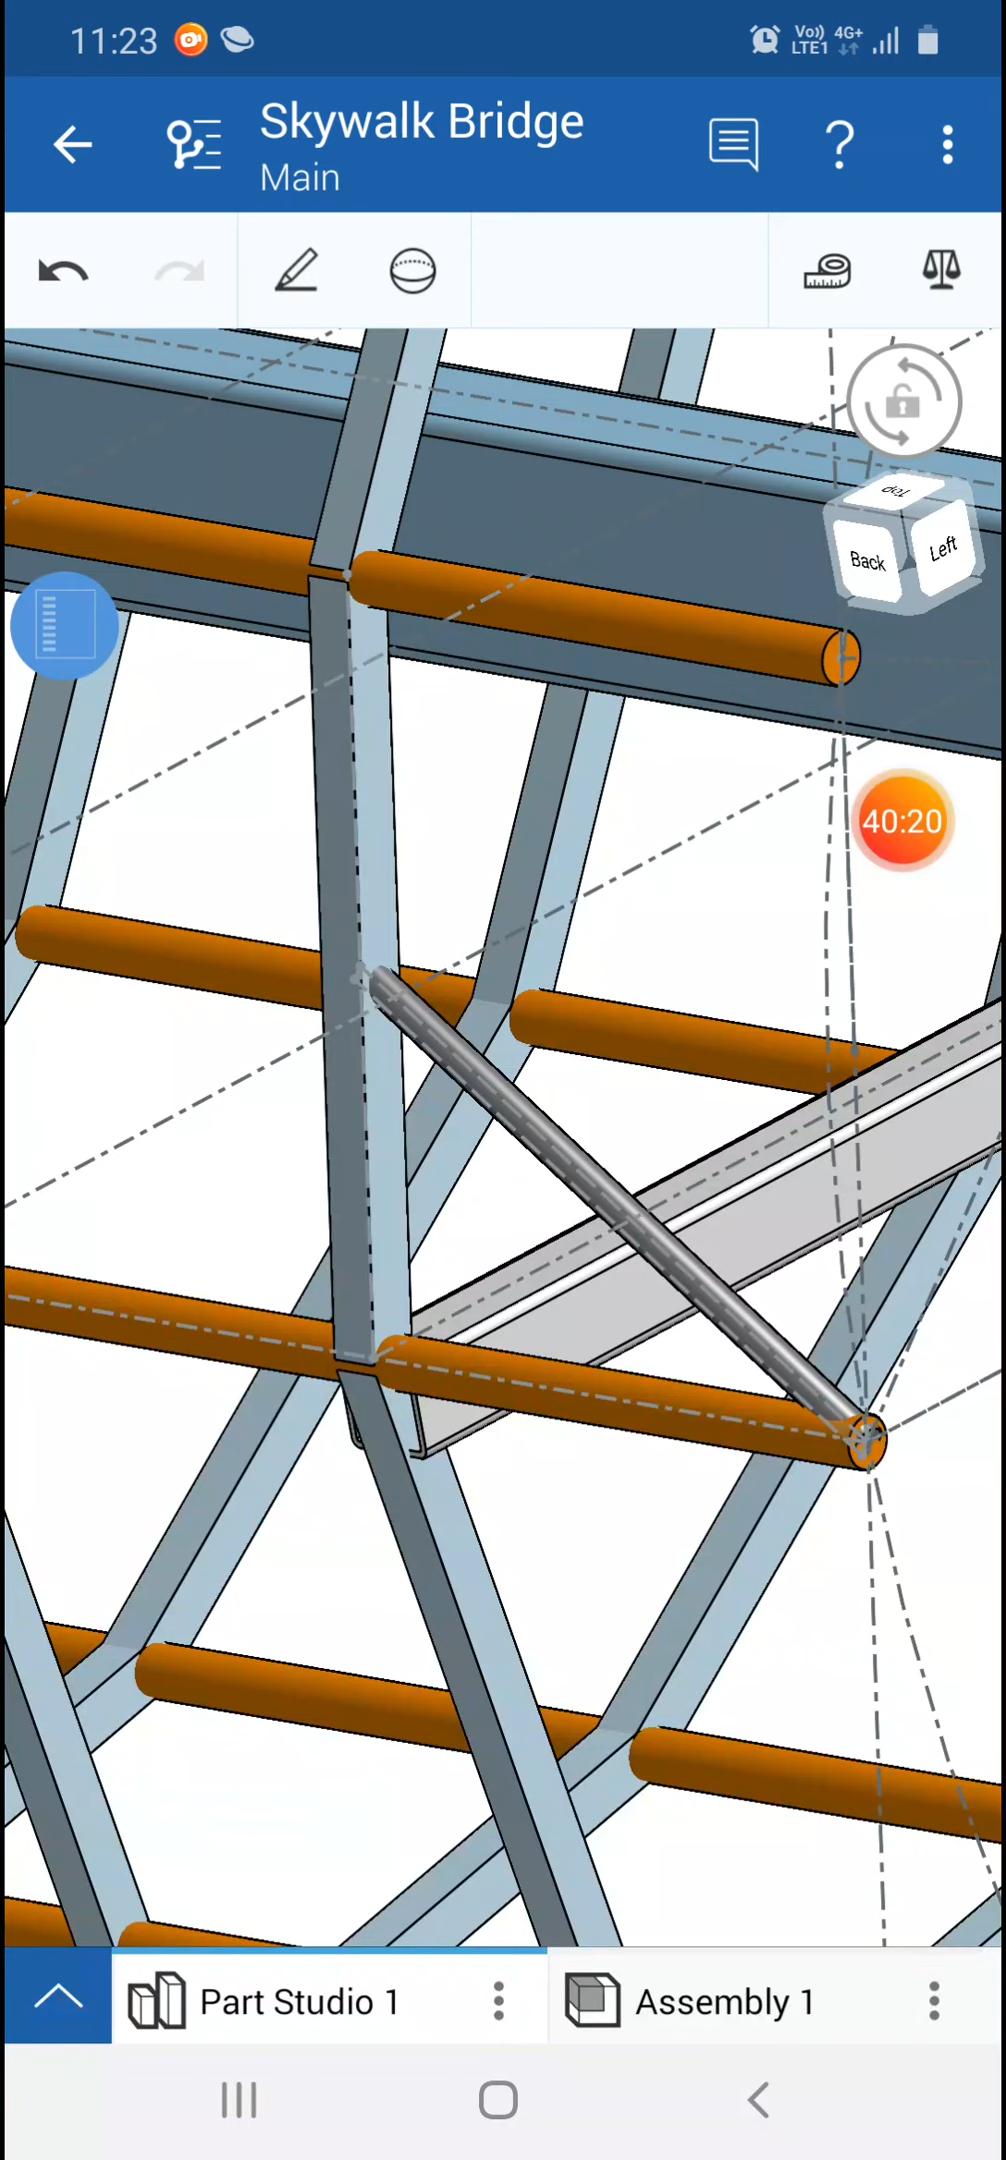 11:23
Vo)) 4G+
LTE1
Skywalk Bridge
Main
?
Top
Back
Left
40:20
Part Studio 1
Assembly 1